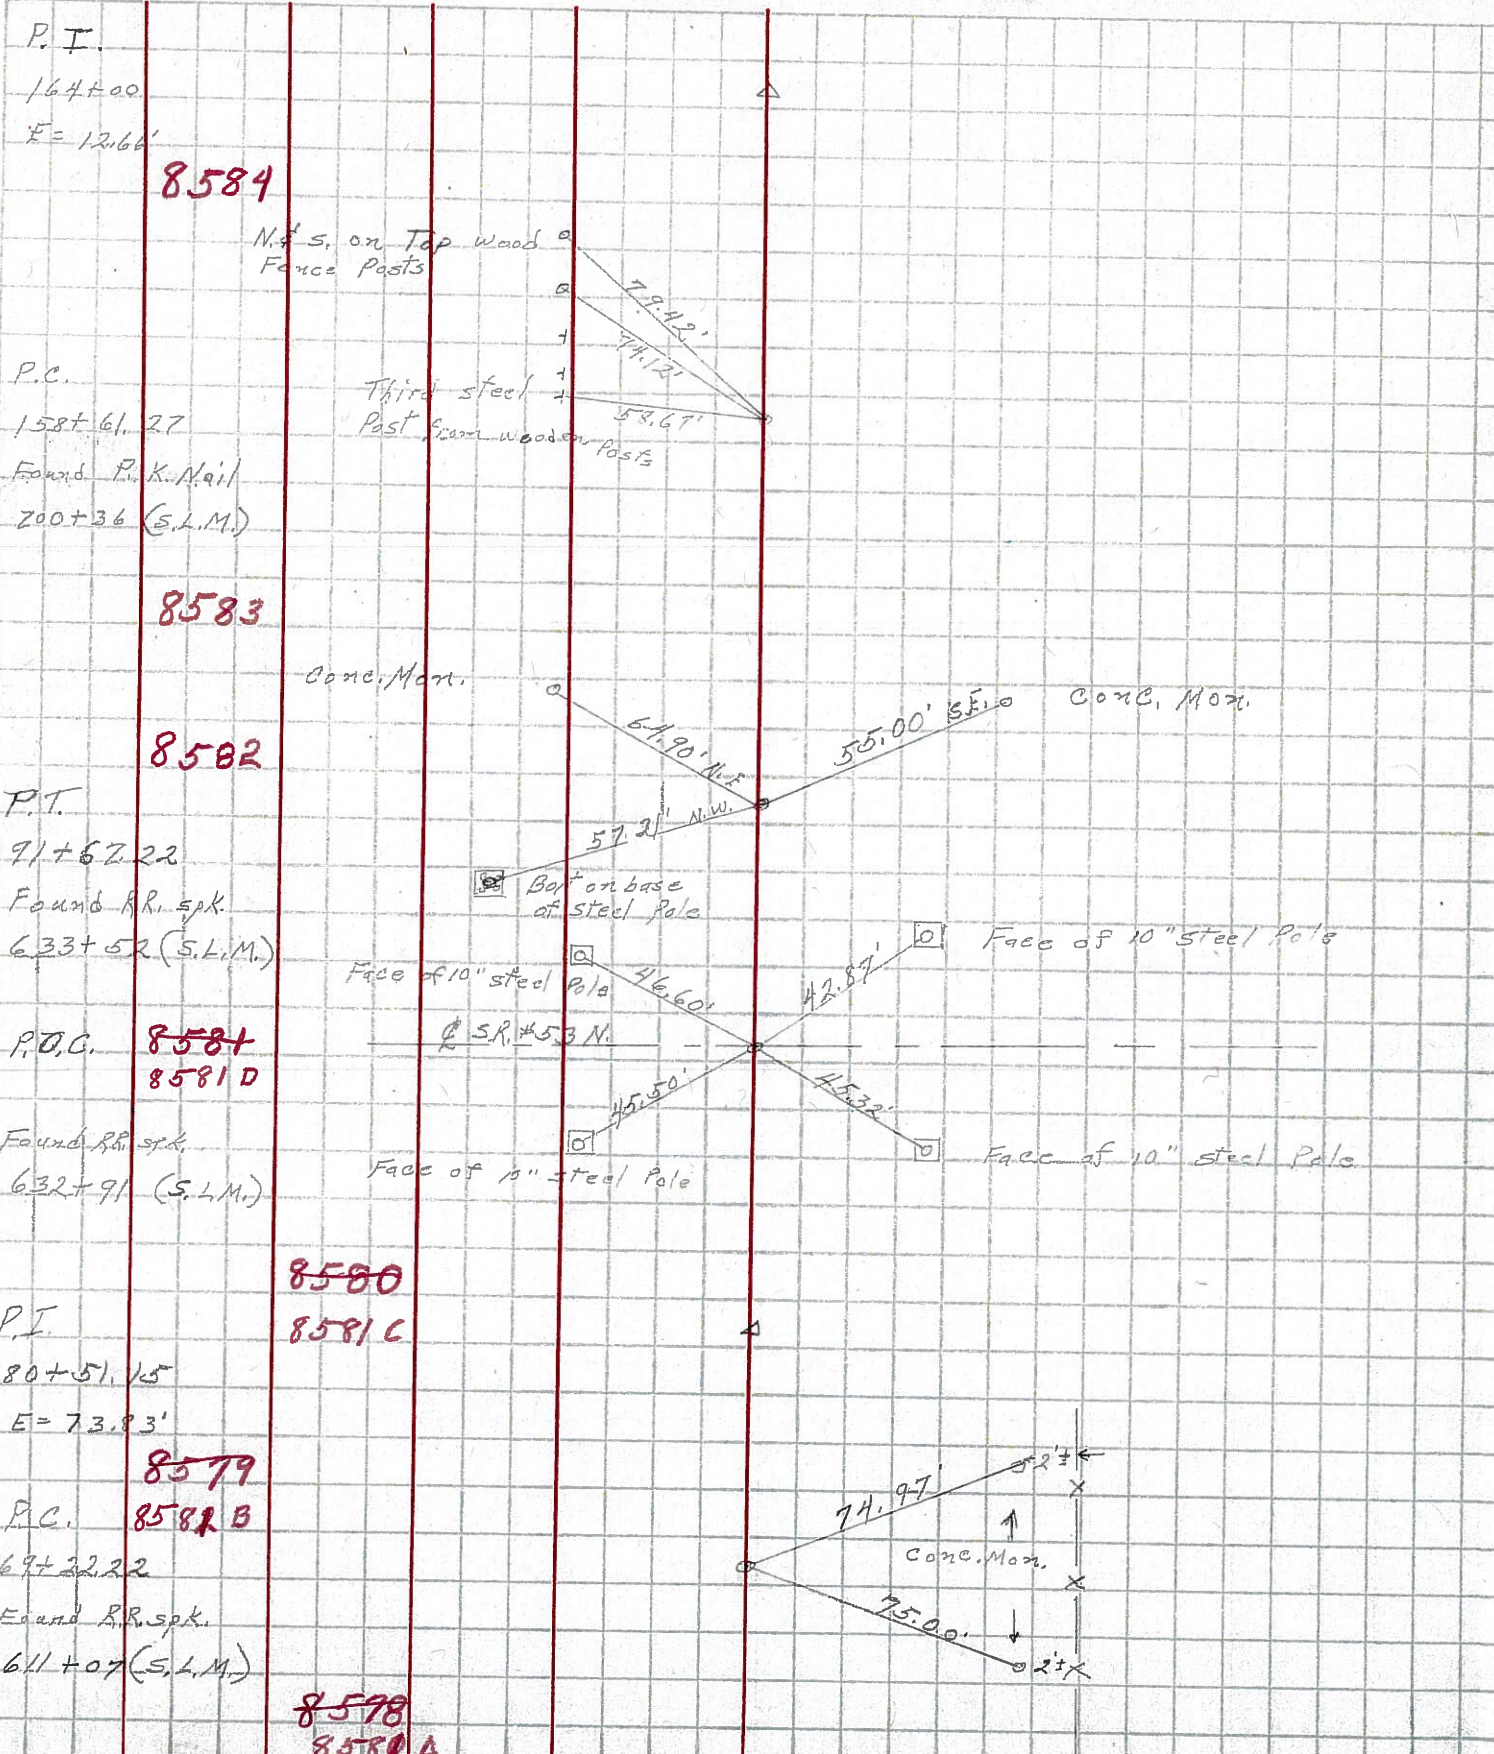 P. I.
164+00
E = 12.66'
8584
N. & S. on Top wood
Fence Posts
79.42'
74.12'
P.C.
Third steel
158+61.27
Post from wooden Posts
58.67'
Found P. K. Nail
200+36 (S.L.M.)
8583
Conc. Mon.
64.90' N.E.
55.00' S.E.
Conc. Mon.
8582
P.T.
57.21' N.W.
91+67.22
Bolt on base
of steel Pole
Found R.R. spk.
633+52 (S.L.M.)
Face of 10" steel Pole
46.60'
42.87'
Face of 10" steel Pole
℄ S.R. #53 N.
P.O.C.
8581
8581 D
45.50'
45.32'
Found RR. spk.
632+91 (S.L.M.)
Face of 10" steel Pole
Face of 10" steel Pole
8580
P.I.
8581 C
80+51.15
E = 73.83'
8579
74.97'
2'±
P.C.
8581 B
Conc. Mon.
69+22.22
75.00
Found R.R. spk.
611+07 (S.L.M.)
2'±
8578
8581 A